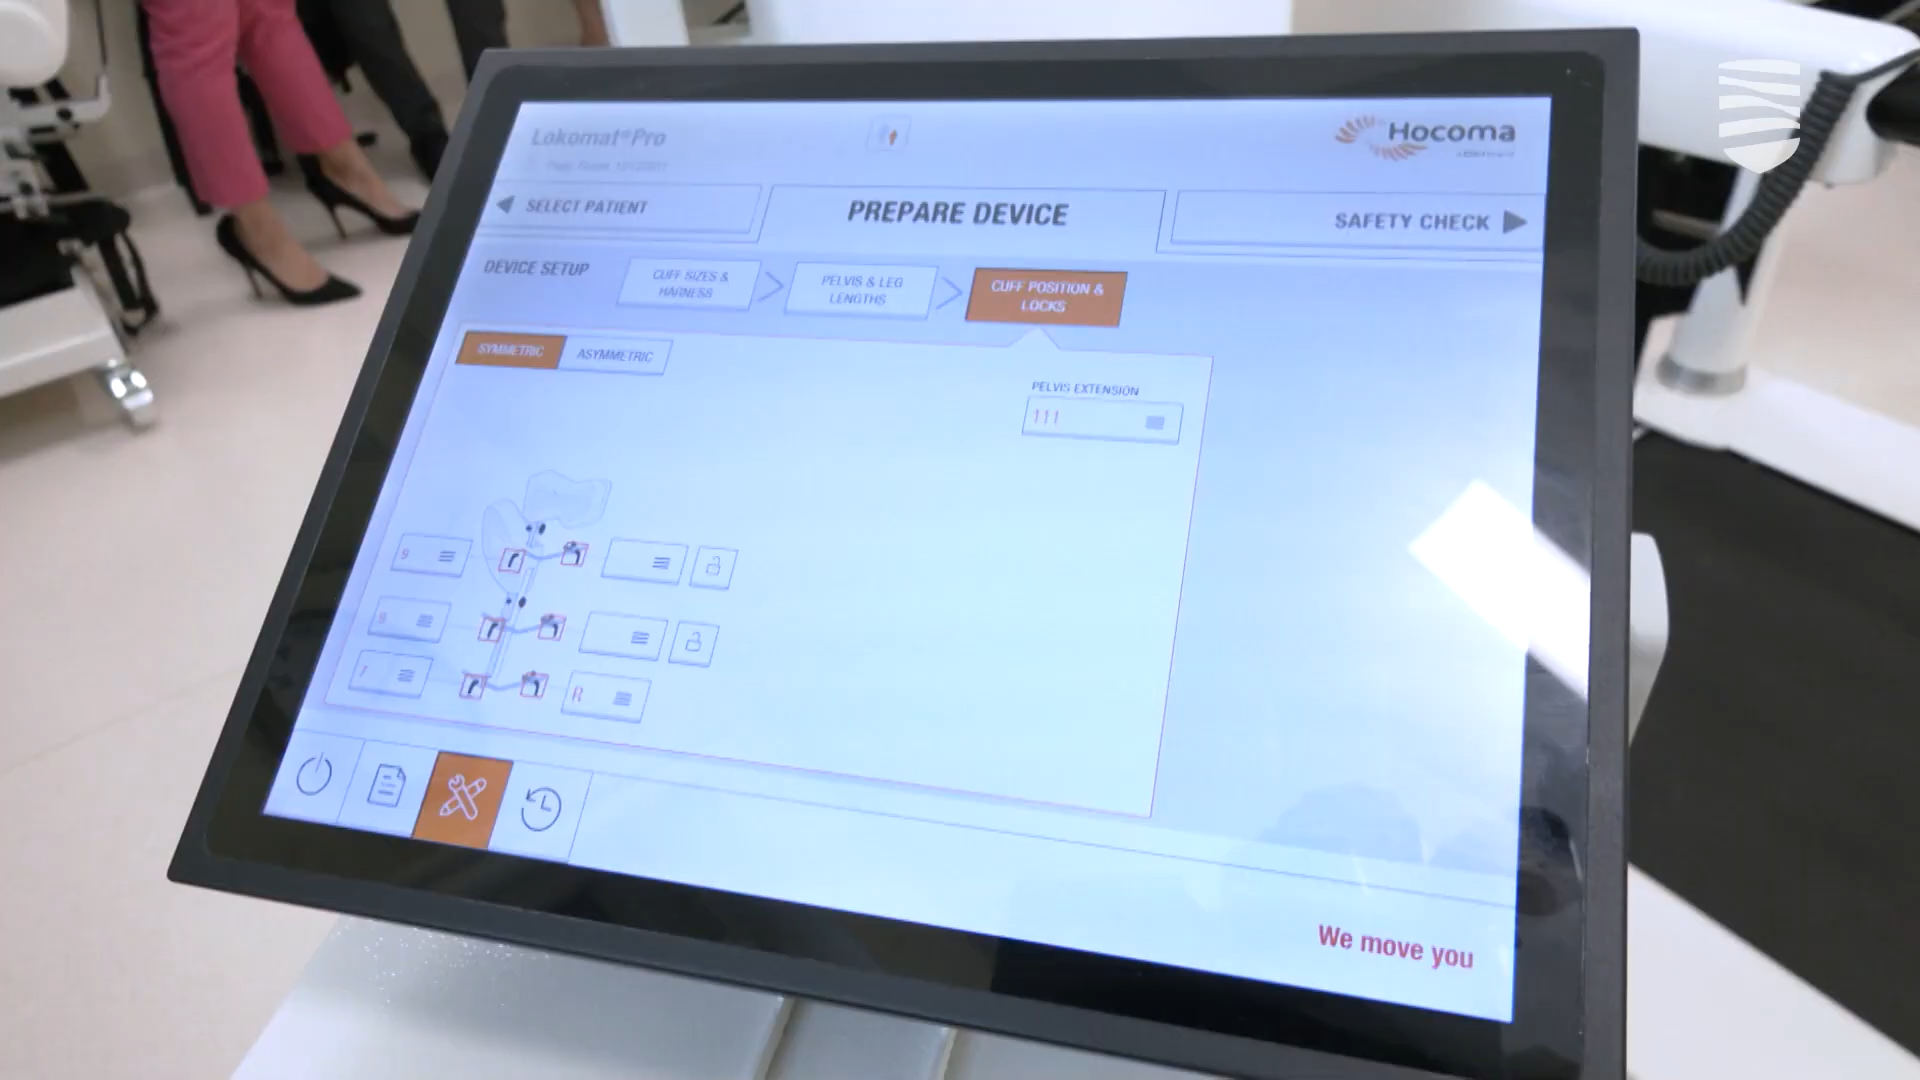 Lokomat®Pro
Hocoma
SELECT PATIENT
PREPARE DEVICE
SAFETY CHECK
DEVICE SETUP
CUFF SIZES &
HARNESS
PELVIS & LEG
LENGTHS
CUFF POSITION &
LOCKS
SYMMETRIC
ASYMMETRIC
PELVIS EXTENSION
111
R
We move you